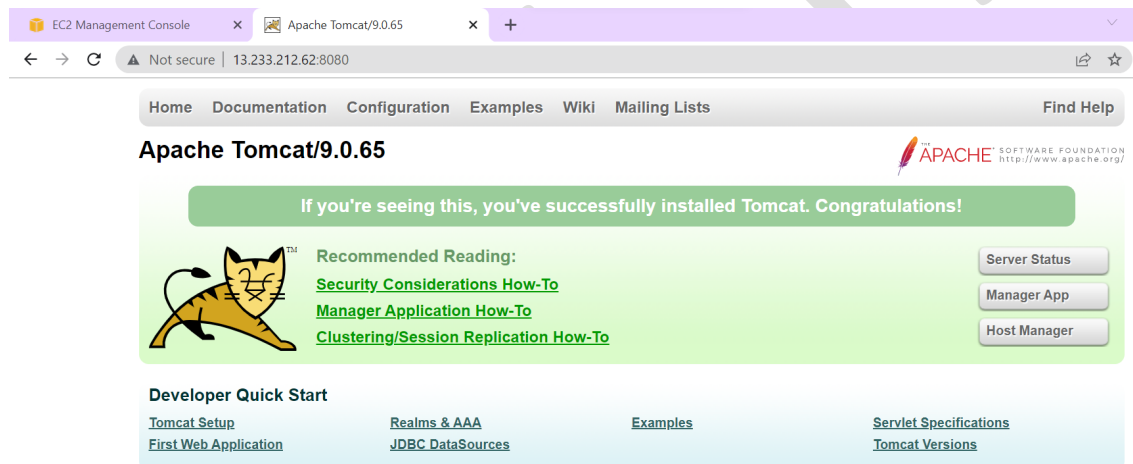 EC2 Management Console
Apache Tomcat/9.0.65
Not secure | 13.233.212.62:8080
Home Documentation Configuration Examples Wiki Mailing Lists Find Help
Apache Tomcat/9.0.65
THE APACHE® SOFTWARE FOUNDATION
http://www.apache.org/
If you're seeing this, you've successfully installed Tomcat. Congratulations!
TM
Recommended Reading:
Security Considerations How-To
Manager Application How-To
Clustering/Session Replication How-To
Server Status
Manager App
Host Manager
Developer Quick Start
Tomcat Setup Realms & AAA Examples Servlet Specifications
First Web Application JDBC DataSources Tomcat Versions